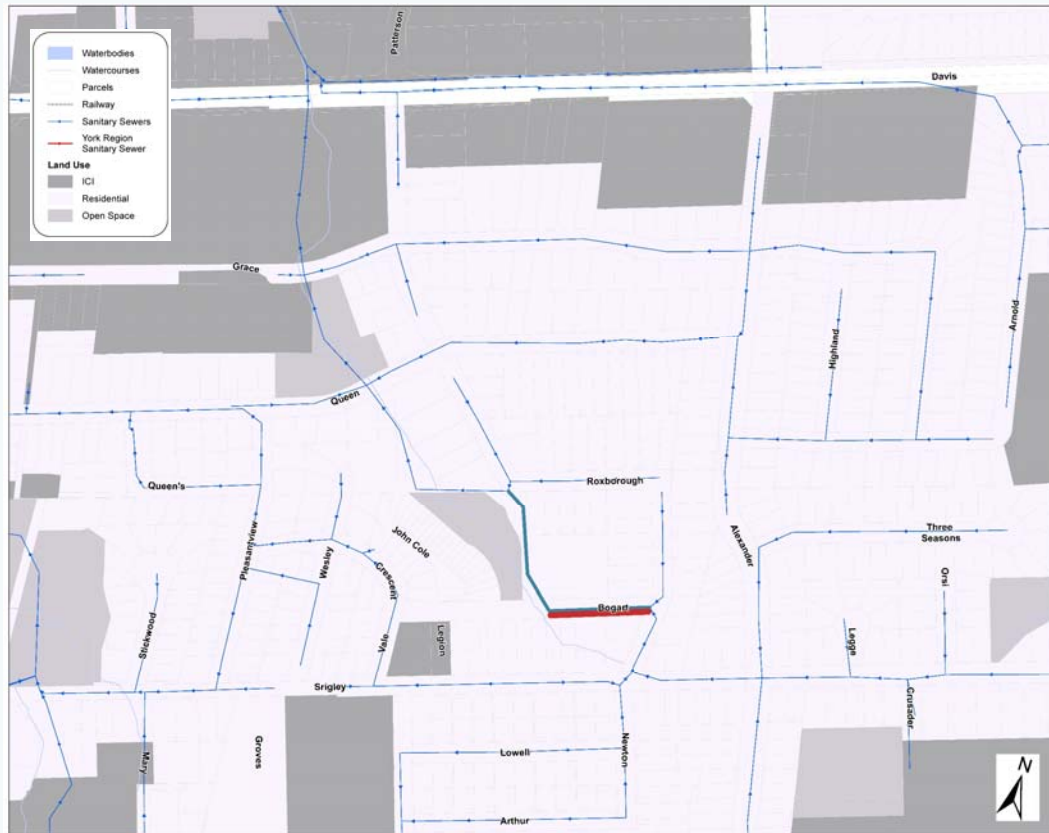 Patterson
Davis
Waterbodies
Watercourses
Parcels
Railway
Sanitary Sewers
York Region
Sanitary Sewer
Land Use
ICI
Residential
Open Space
Grace
Highland
Arnold
Queen
Roxborough
Queen's
Pleasantview
Wesley
John Cole
Crescent
Alexander
Three
Seasons
Orsi
Stickwood
Bogart
Vale
Legion
Legge
Srigley
Crusader
Mary
Groves
Newton
Lowell
Arthur
N